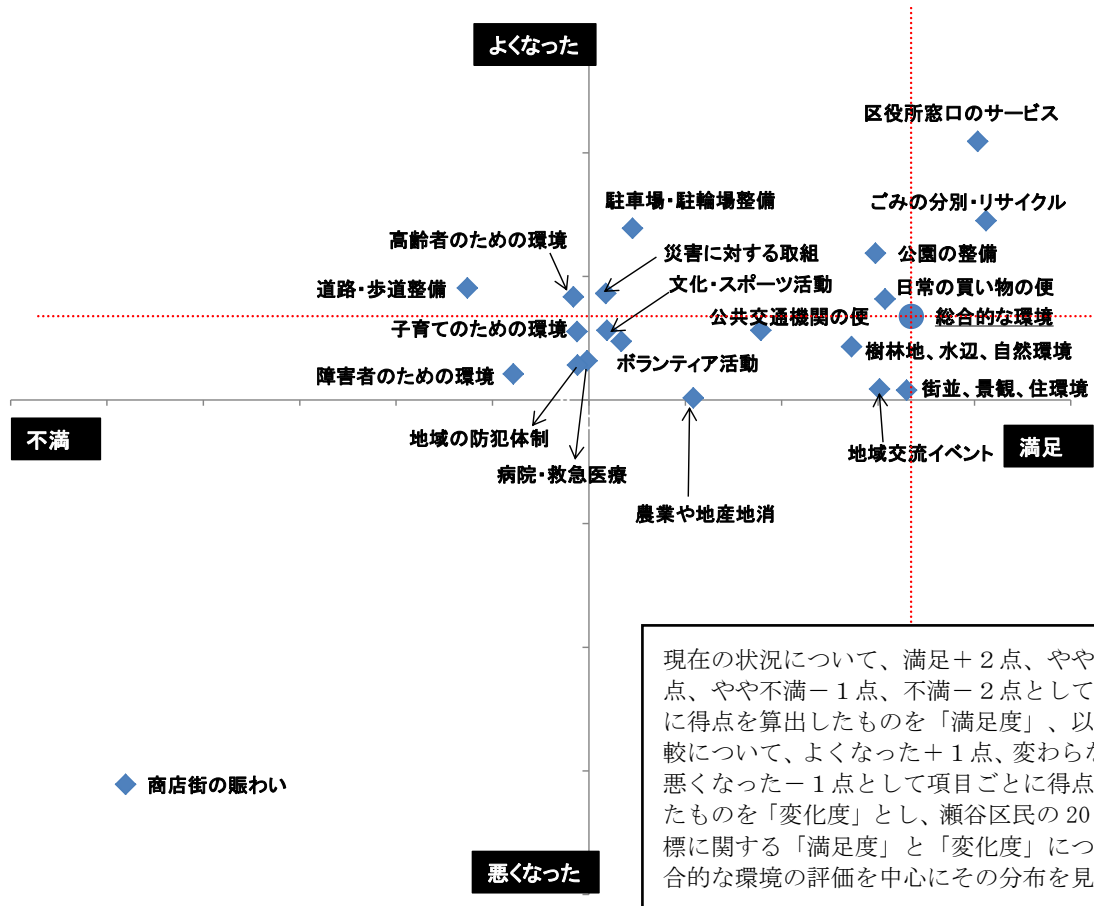 よくなった
区役所窓口のサービス
駐車場・駐輪場整備
ごみの分別・リサイクル
高齢者のための環境
災害に対する取組
公園の整備
道路・歩道整備
文化・スポーツ活動
日常の買い物の便
子育てのための環境
公共交通機関の便
総合的な環境
樹林地、水辺、自然環境
障害者のための環境
ボランティア活動
街並、景観、住環境
不満
地域の防犯体制
地域交流イベント
満足
病院・救急医療
農業や地産地消
商店街の賑わい
悪くなった
現在の状況について、満足＋２点、やや
点、やや不満－１点、不満－２点として
に得点を算出したものを「満足度」、以
較について、よくなった＋１点、変わらな
悪くなった－１点として項目ごとに得点
たものを「変化度」とし、瀬谷区民の 20
標に関する「満足度」と「変化度」につ
合的な環境の評価を中心にその分布を見